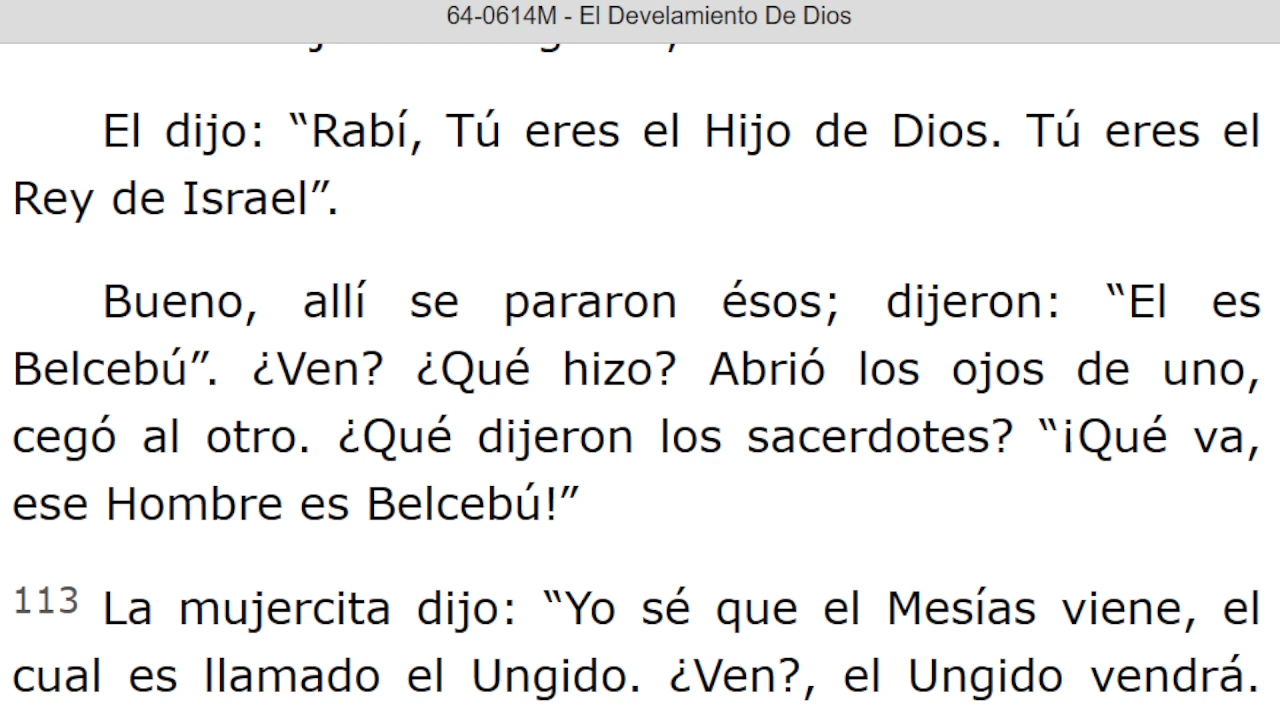 64-0614M - El Develamiento De Dios
El dijo: “Rabí, Tú eres el Hijo de Dios. Tú eres el
Rey de Israel”.
Bueno, allí se pararon ésos; dijeron: “El es
Belcebú”. ¿Ven? ¿Qué hizo? Abrió los ojos de uno,
cegó al otro. ¿Qué dijeron los sacerdotes? “¡Qué va,
ese Hombre es Belcebú!”
113 La mujercita dijo: “Yo sé que el Mesías viene, el
cual es llamado el Ungido. ¿Ven?, el Ungido vendrá.